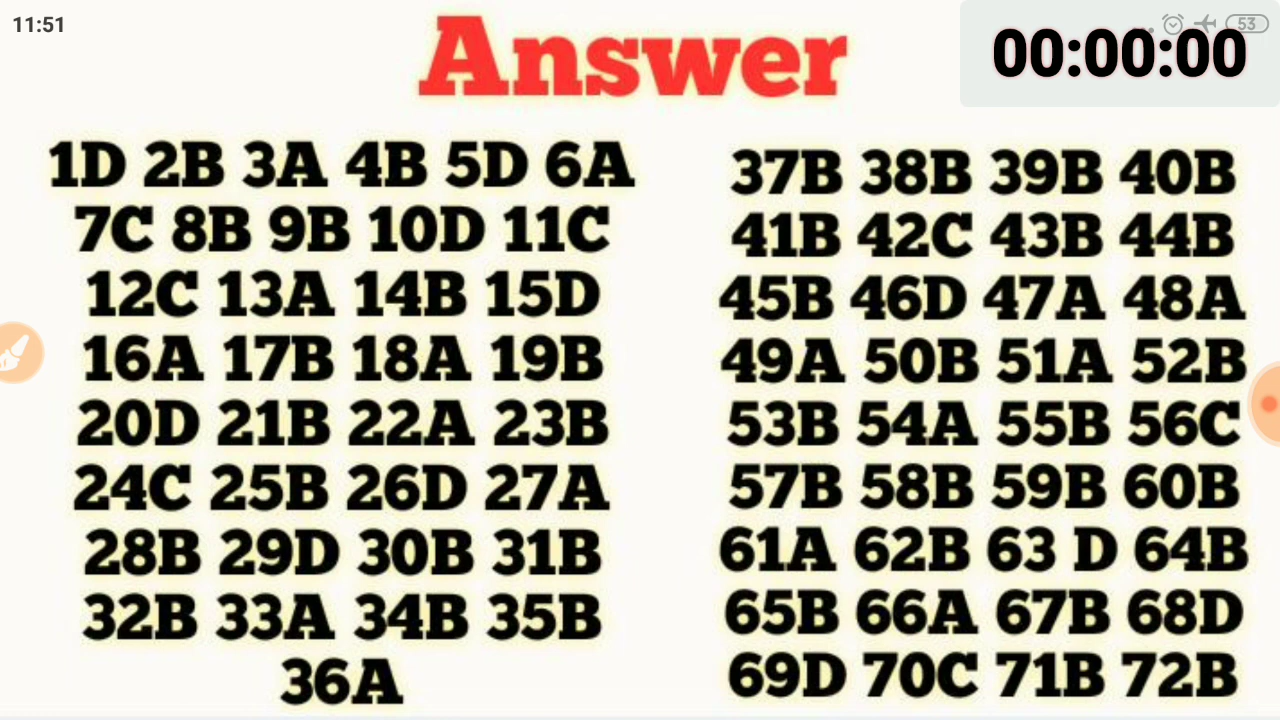 11:51
Answer
53
00:00:00
1D 2B 3A 4B 5D 6A
7C 8B 9B 10D 11C
12C 13A 14B 15D
16A 17B 18A 19B
20D 21B 22A 23B
24C 25B 26D 27A
28B 29D 30B 31B
32B 33A 34B 35B
36A
37B 38B 39B 40B
41B 42C 43B 44B
45B 46D 47A 48A
49A 50B 51A 52B
53B 54A 55B 56C
57B 58B 59B 60B
61A 62B 63 D 64B
65B 66A 67B 68D
69D 70C 71B 72B